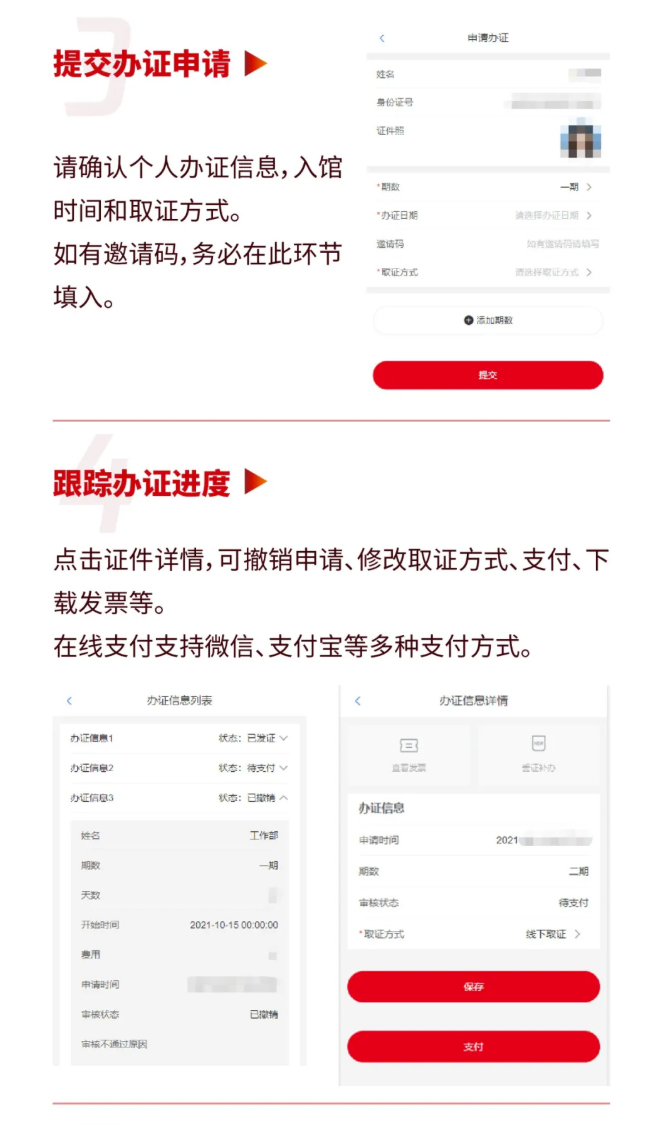 3
提交办证申请
请确认个人办证信息，入馆
时间和取证方式。
如有邀请码，务必在此环节
填入。
申请办证
姓名
身份证号
证件照
*期数 一期
*办证日期 请选择办证日期
邀请码 如有邀请码请填写
*取证方式 请选择取证方式
添加期数
提交
4
跟踪办证进度
点击证件详情，可撤销申请、修改取证方式、支付、下
载发票等。
在线支付支持微信、支付宝等多种支付方式。
办证信息列表
办证信息1 状态：已发证
办证信息2 状态：待支付
办证信息3 状态：已撤销
姓名 工作部
期数 一期
天数
开始时间 2021-10-15 00:00:00
费用
申请时间
审核状态 已撤销
审核不通过原因
办证信息详情
查看发票 丢证补办
办证信息
申请时间 2021
期数 二期
审核状态 待支付
*取证方式 线下取证
保存
支付